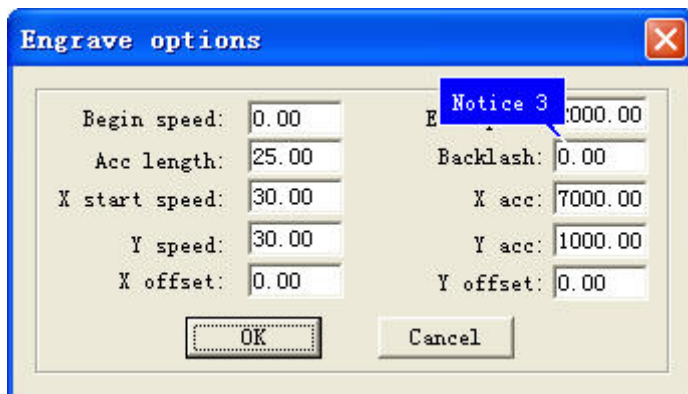 Engrave options
Notice 3
Begin speed: 0.00
Acc length: 25.00 Backlash: 0.00
X start speed: 30.00 X acc: 7000.00
Y speed: 30.00 Y acc: 1000.00
X offset: 0.00 Y offset: 0.00
OK Cancel